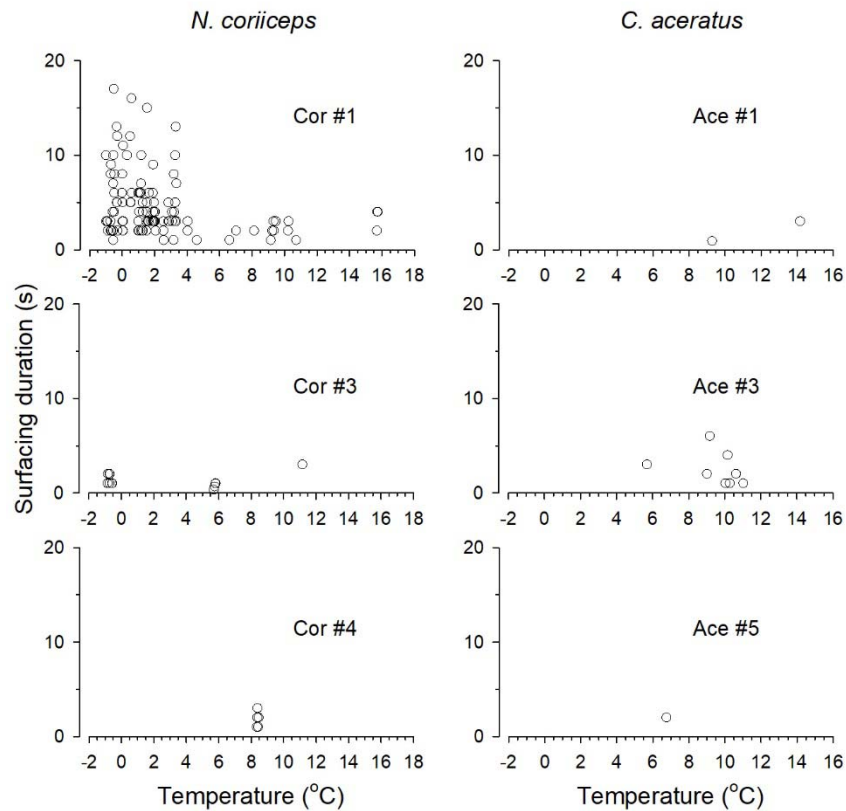 N. coriiceps
C. aceratus
Surfacing duration (s)
20
10
0
Cor #1
-2 0 2 4 6 8 10 12 14 16 18
20
10
0
Ace #1
-2 0 2 4 6 8 10 12 14 16
20
10
0
Cor #3
-2 0 2 4 6 8 10 12 14 16 18
20
10
0
Ace #3
-2 0 2 4 6 8 10 12 14 16
20
10
0
Cor #4
-2 0 2 4 6 8 10 12 14 16 18
Temperature (°C)
20
10
0
Ace #5
-2 0 2 4 6 8 10 12 14 16
Temperature (°C)